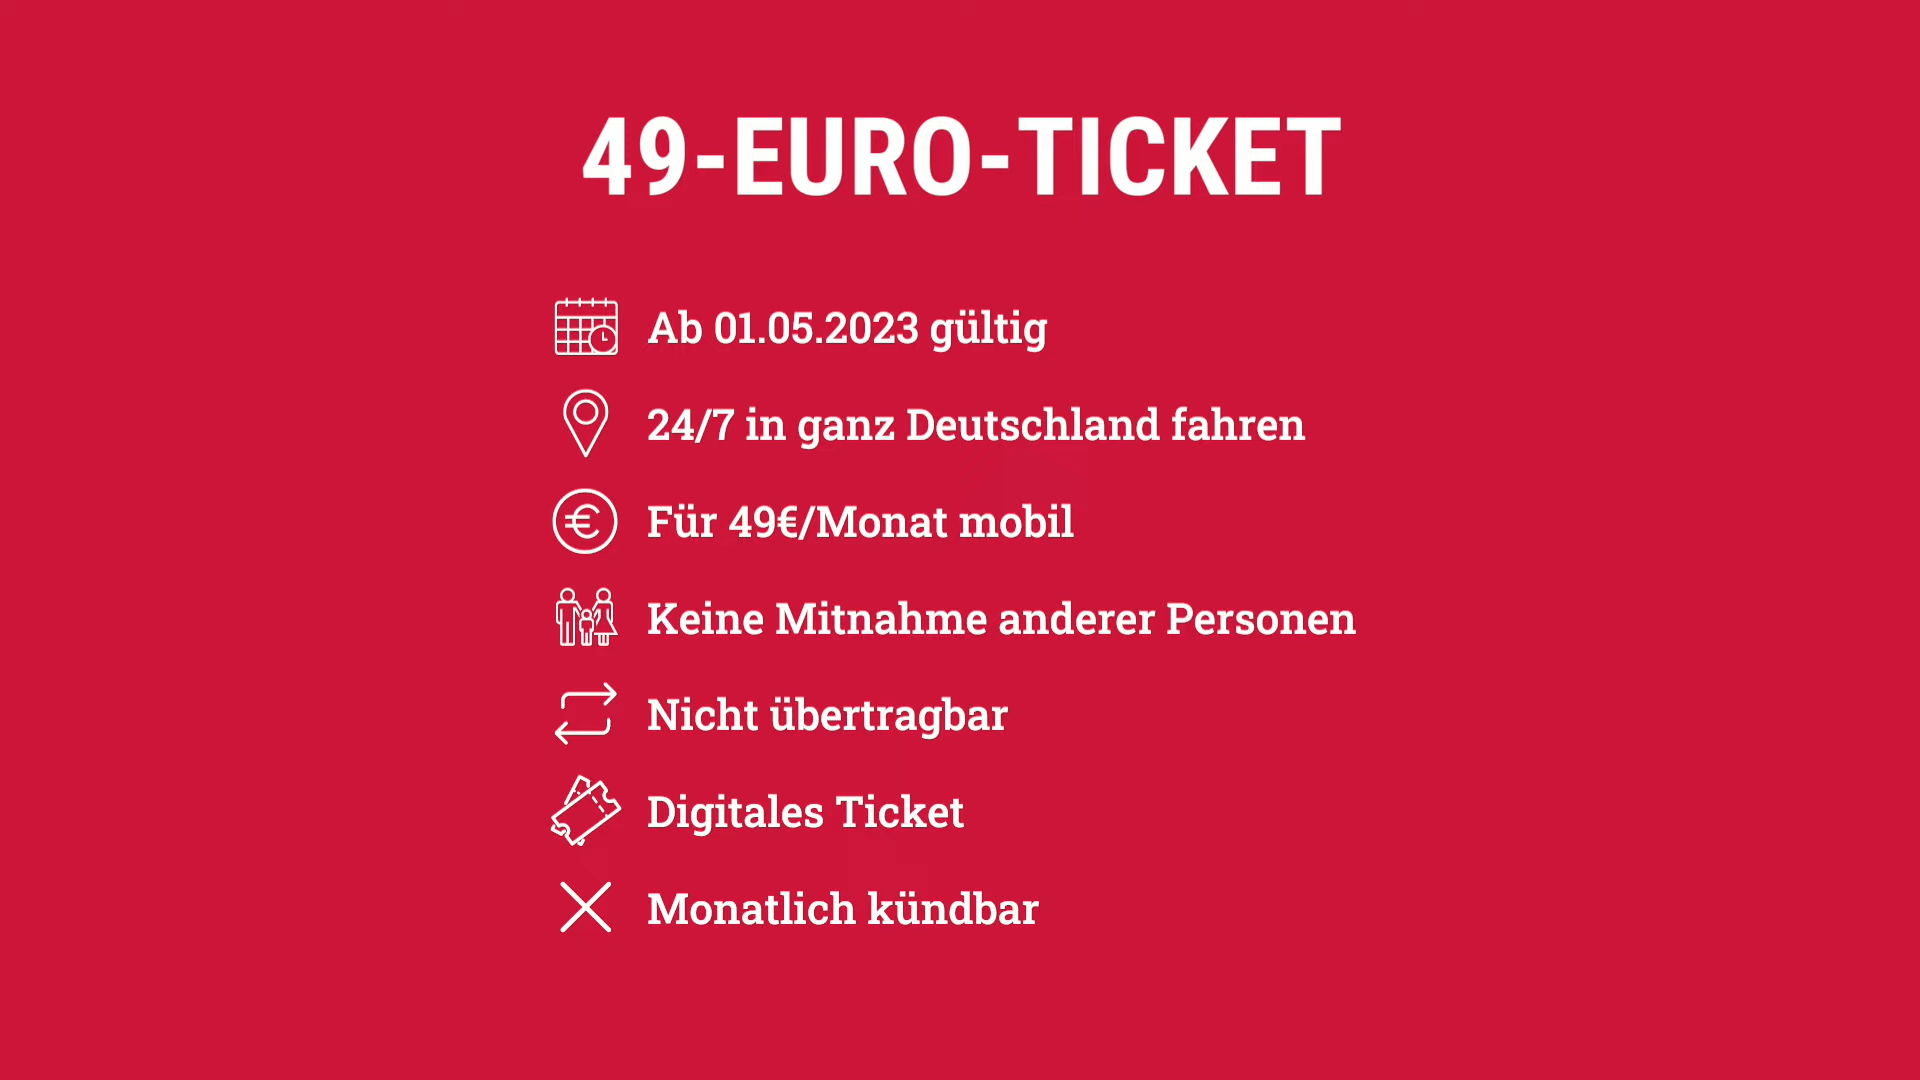 49-EURO-TICKET
Ab 01.05.2023 gültig
24/7 in ganz Deutschland fahren
Für 49€/Monat mobil
Keine Mitnahme anderer Personen
Nicht übertragbar
Digitales Ticket
Monatlich kündbar